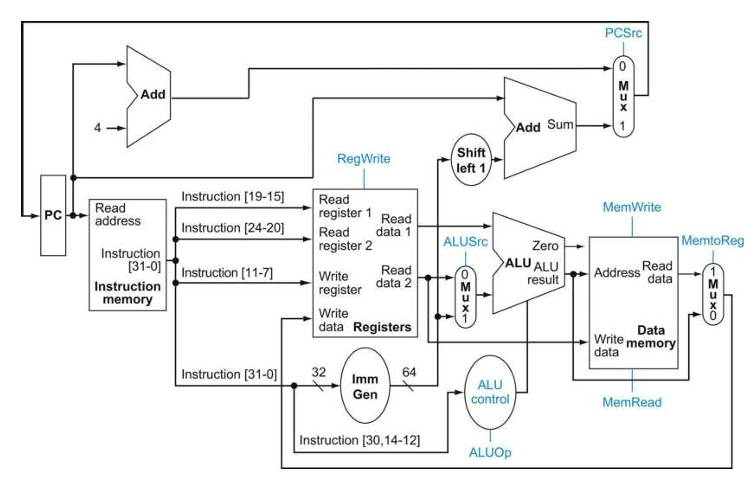 PCSrc
0
M
u
x
1
Add
4
Add Sum
Shift
left 1
RegWrite
PC
Read
address
Instruction
[31-0]
Instruction
memory
Instruction [19-15]
Instruction [24-20]
Instruction [11-7]
Instruction [31-0]
Read
register 1
Read
register 2
Write
register
Write
data
Read
data 1
Read
data 2
Registers
ALUSrc
0
M
u
x
1
Zero
ALU
ALU
result
MemWrite
Address
Read
data
Write
data
Data
memory
MemRead
MemtoReg
1
M
u
x
0
32
Imm
Gen
64
ALU
control
ALUOp
Instruction [30,14-12]